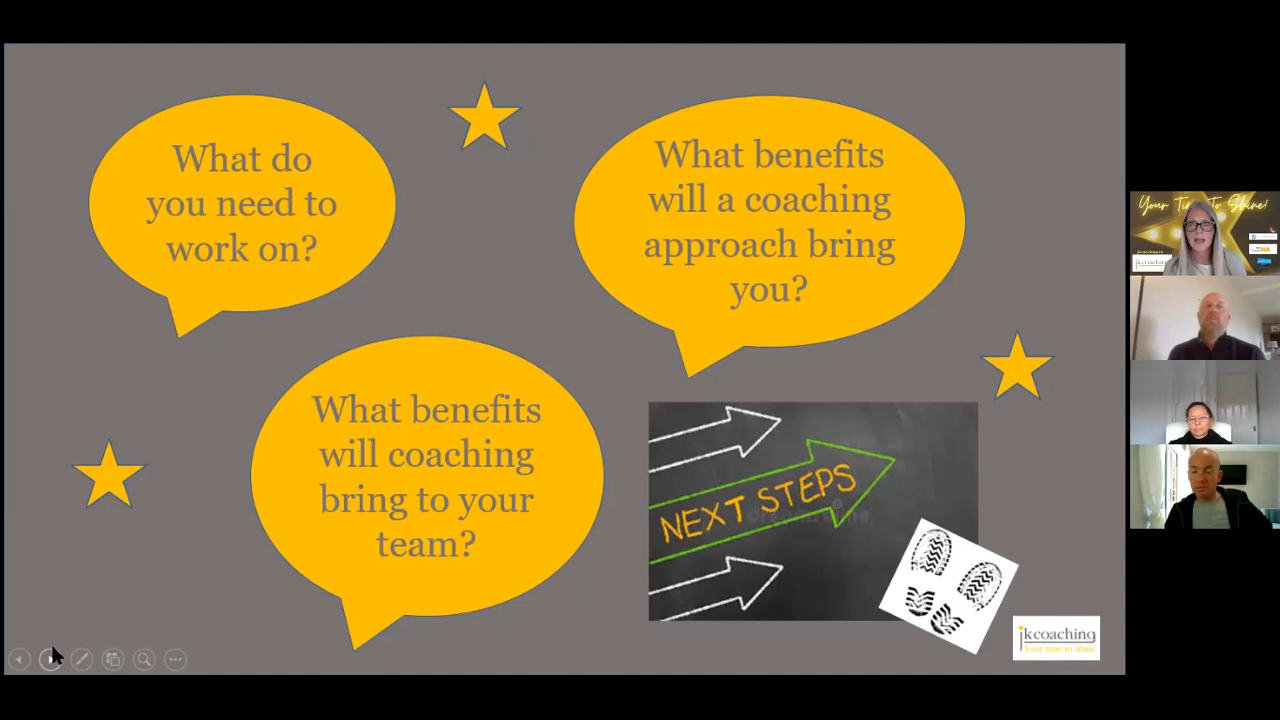 What do
you need to
work on?
What benefits
will a coaching
approach bring
you?
What benefits
will coaching
bring to your
team?
NEXT STEPS
jkcoaching
Your time to shine
Your Time To Shine!
jkcoaching